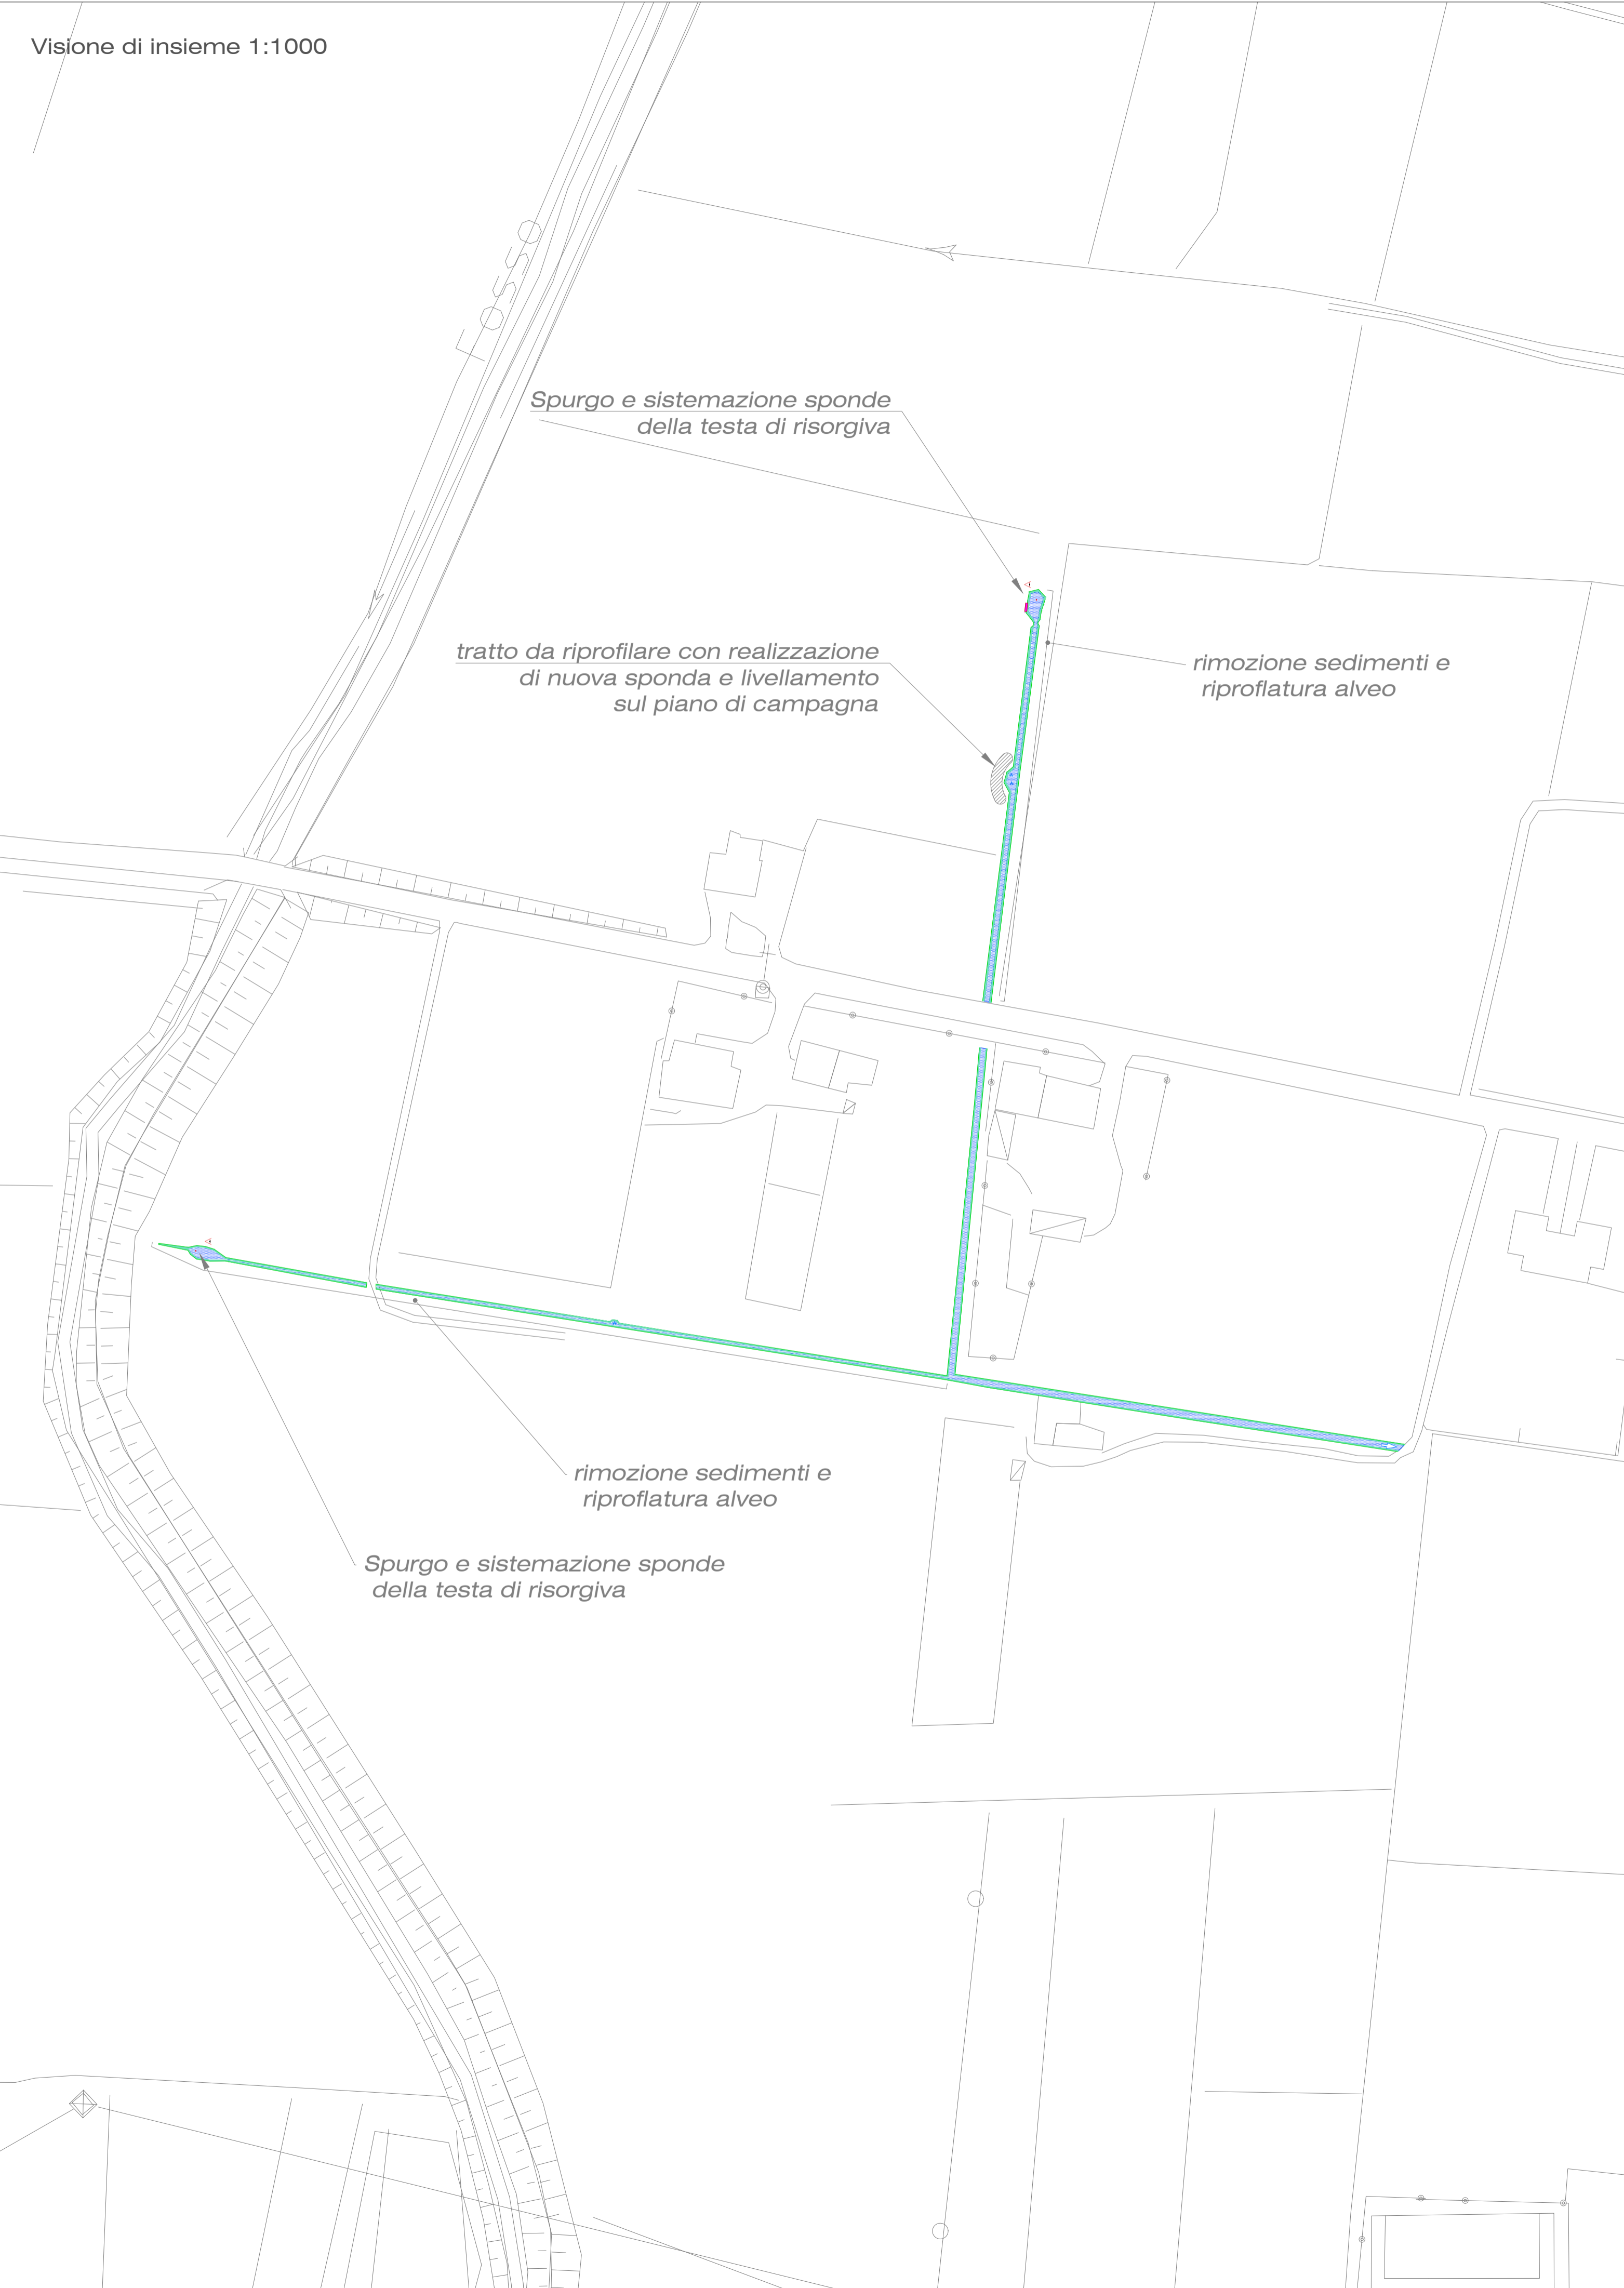 Visione di insieme 1:1000
Spurgo e sistemazione sponde
della testa di risorgiva
tratto da riprofilare con realizzazione
di nuova sponda e livellamento
sul piano di campagna
rimozione sedimenti e
riproflatura alveo
rimozione sedimenti e
riproflatura alveo
Spurgo e sistemazione sponde
della testa di risorgiva